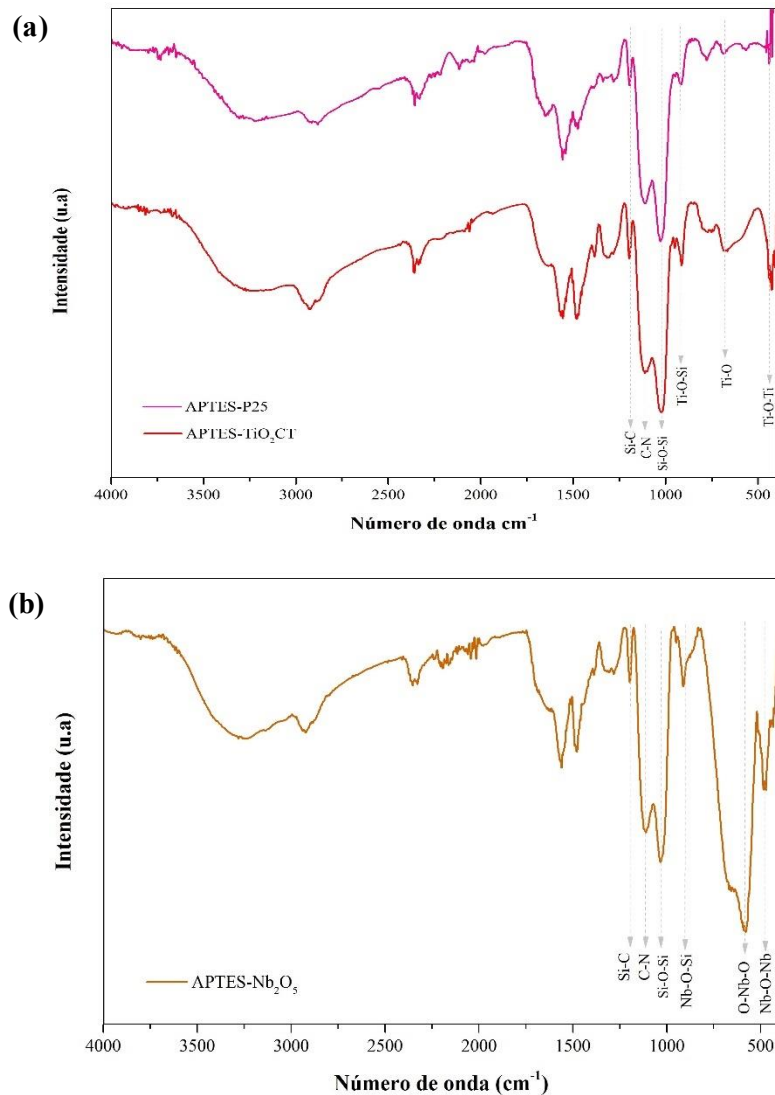 (a)
Intensidade (u.a)
APTES-P25
APTES-TiO₂CT
Si-C
C-N
Si-O-Si
Ti-O-Si
Ti-O
Ti-O-Ti
4000 3500 3000 2500 2000 1500 1000 500
Número de onda cm⁻¹
(b)
Intensidade (u.a)
APTES-Nb₂O₅
Si-C
C-N
Si-O-Si
Nb-O-Si
O-Nb-O
Nb-O-Nb
4000 3500 3000 2500 2000 1500 1000 500
Número de onda (cm⁻¹)